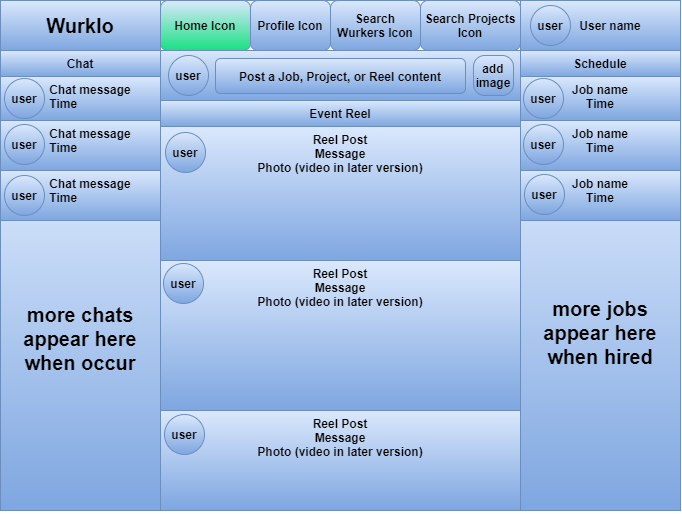 Wurklo
Home Icon
Profile Icon
Search
Wurkers Icon
Search Projects
Icon
user
User name
Chat
user
Chat message
Time
user
Chat message
Time
user
Chat message
Time
more chats
appear here
when occur
user
Post a Job, Project, or Reel content
add
image
Event Reel
user
Reel Post
Message
Photo (video in later version)
user
Reel Post
Message
Photo (video in later version)
user
Reel Post
Message
Photo (video in later version)
Schedule
user
Job name
Time
user
Job name
Time
user
Job name
Time
more jobs
appear here
when hired